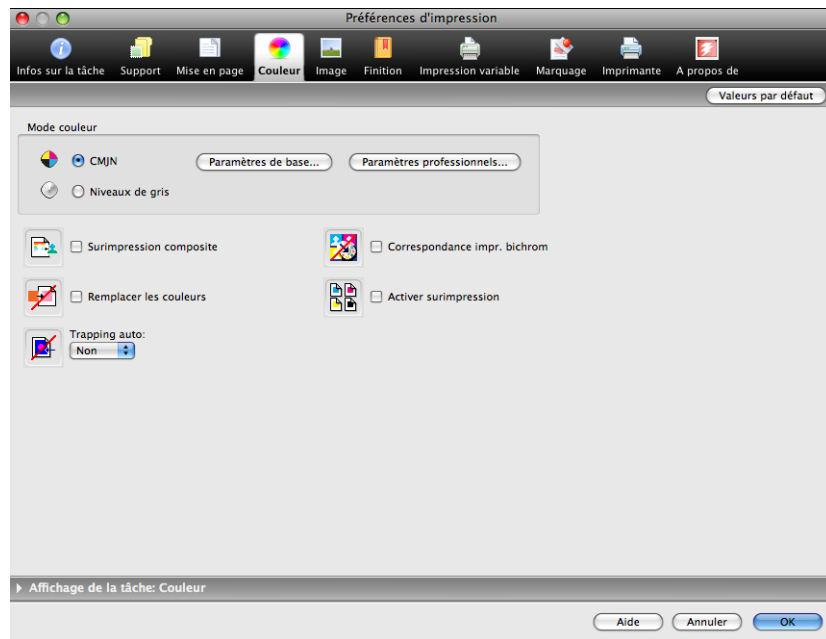 Préférences d'impression
Infos sur la tâche Support Mise en page Couleur Image Finition Impression variable Marquage Imprimante A propos de
Valeurs par défaut
Mode couleur
CMJN Paramètres de base... Paramètres professionnels...
Niveaux de gris
Surimpression composite Correspondance impr. bichrom
Remplacer les couleurs Activer surimpression
Trapping auto:
Non
Affichage de la tâche: Couleur
Aide Annuler OK